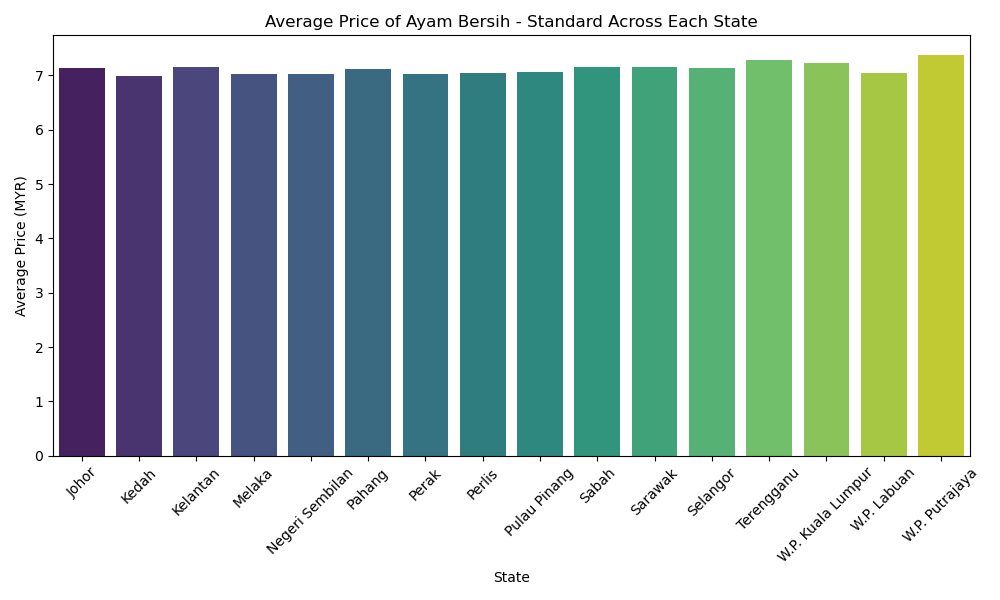 Average Price of Ayam Bersih - Standard Across Each State
Average Price (MYR)
7
6
5
4
3
2
1
0
Johor
Kedah
Kelantan
Melaka
Negeri Sembilan
Pahang
Perak
Perlis
Pulau Pinang
Sabah
Sarawak
Selangor
Terengganu
W.P. Kuala Lumpur
W.P. Labuan
W.P. Putrajaya
State